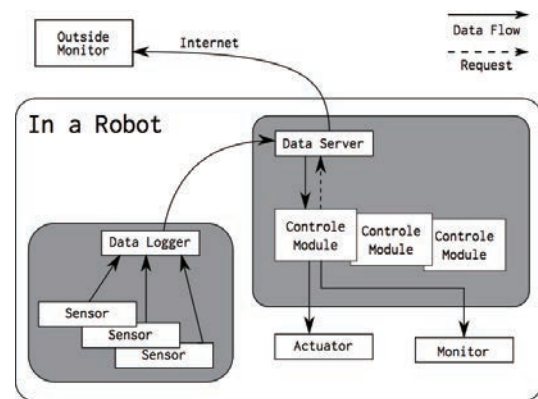 Outside
Monitor
Internet
Data Flow
Request
In a Robot
Data Server
Data Logger
Controle
Module
Controle
Module
Controle
Module
Sensor
Sensor
Sensor
Actuator
Monitor